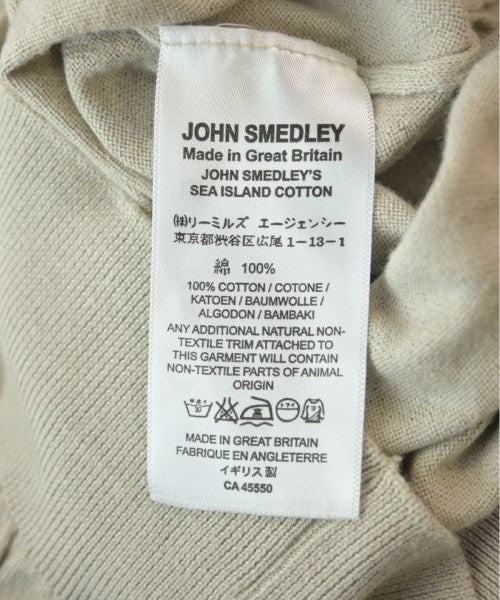 JOHN SMEDLEY
Made in Great Britain
JOHN SMEDLEY'S
SEA ISLAND COTTON
㈱リーミルズ エージェンシー
東京都渋谷区広尾 1-13-1
綿 100%
100% COTTON / COTONE /
KATOEN / BAUMWOLLE /
ALGODON / BAMBAKI
ANY ADDITIONAL NATURAL NON-
TEXTILE TRIM ATTACHED TO
THIS GARMENT WILL CONTAIN
NON-TEXTILE PARTS OF ANIMAL
ORIGIN
MADE IN GREAT BRITAIN
FABRIQUE EN ANGLETERRE
イギリス製
CA 45550